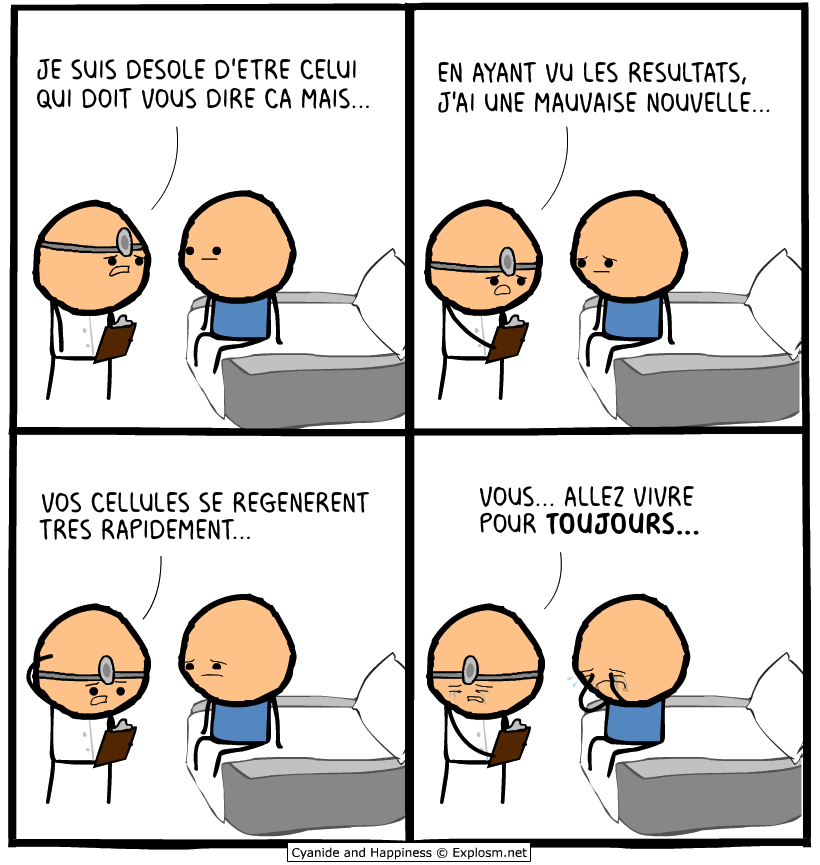 JE SUIS DESOLE D'ETRE CELUI
QUI DOIT VOUS DIRE CA MAIS...
EN AYANT VU LES RESULTATS,
J'AI UNE MAUVAISE NOUVELLE...
VOS CELLULES SE REGENERENT
TRES RAPIDEMENT...
VOUS... ALLEZ VIVRE
POUR TOUJOURS...
Cyanide and Happiness © Explosm.net